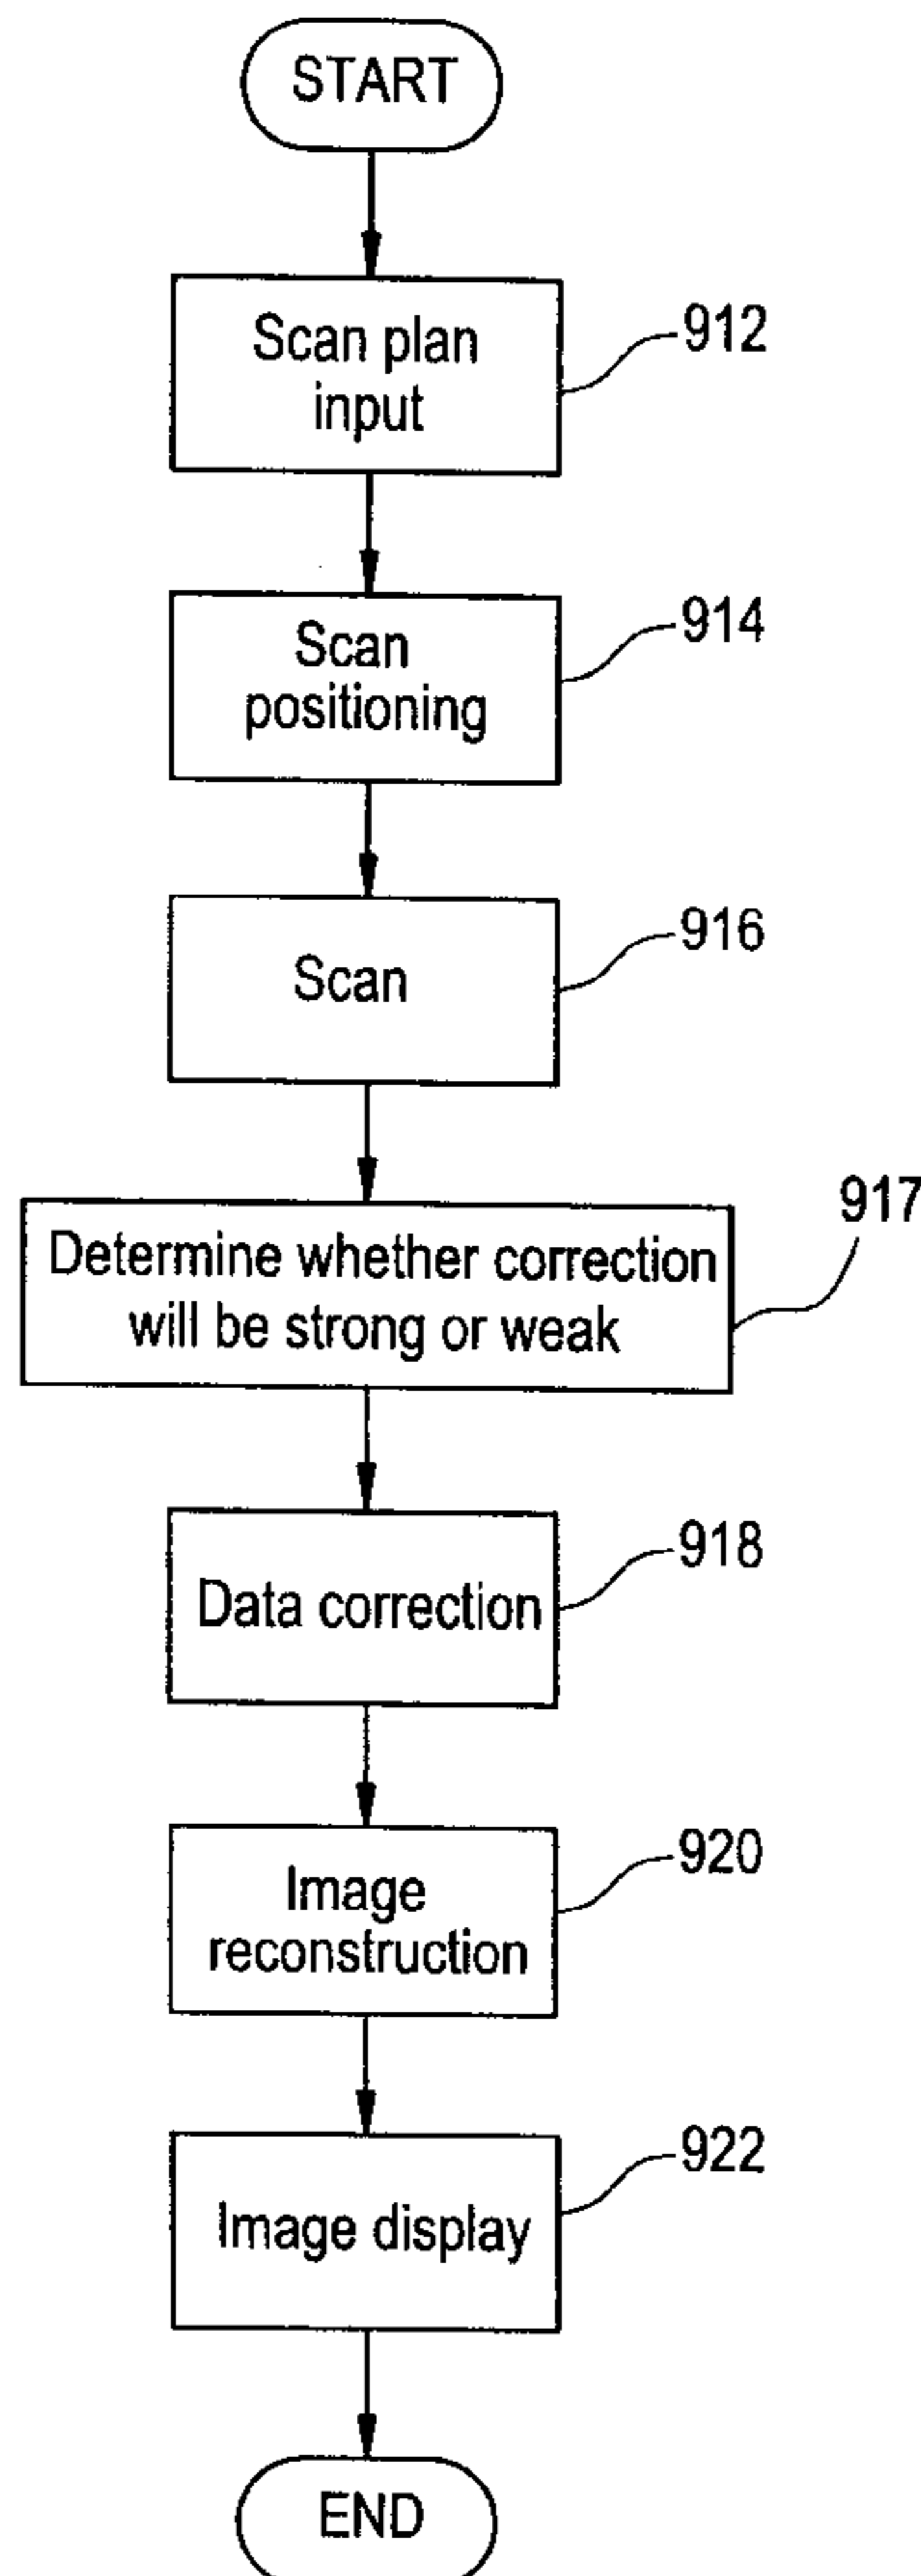 START
Scan plan
input
912
Scan
positioning
914
Scan
916
Determine whether correction
will be strong or weak
917
Data correction
918
Image
reconstruction
920
Image display
922
END